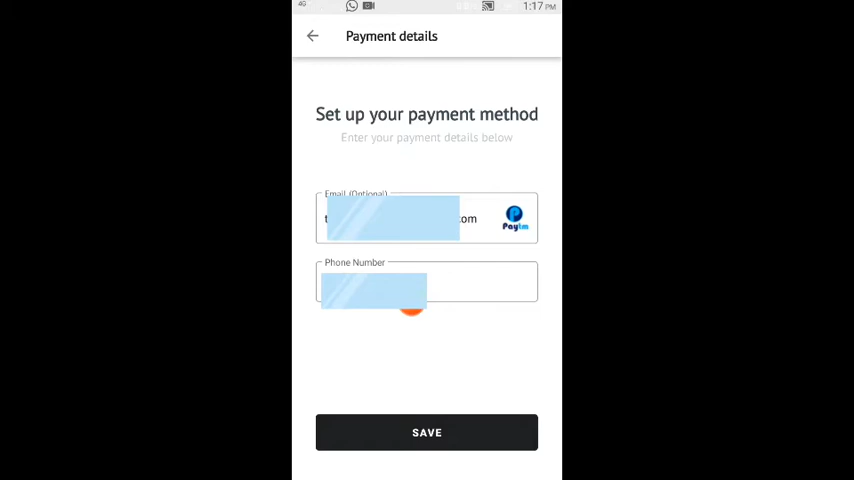 4G 1:17 PM
Payment details
Set up your payment method
Enter your payment details below
Email (Optional)
Paytm
Phone Number
SAVE